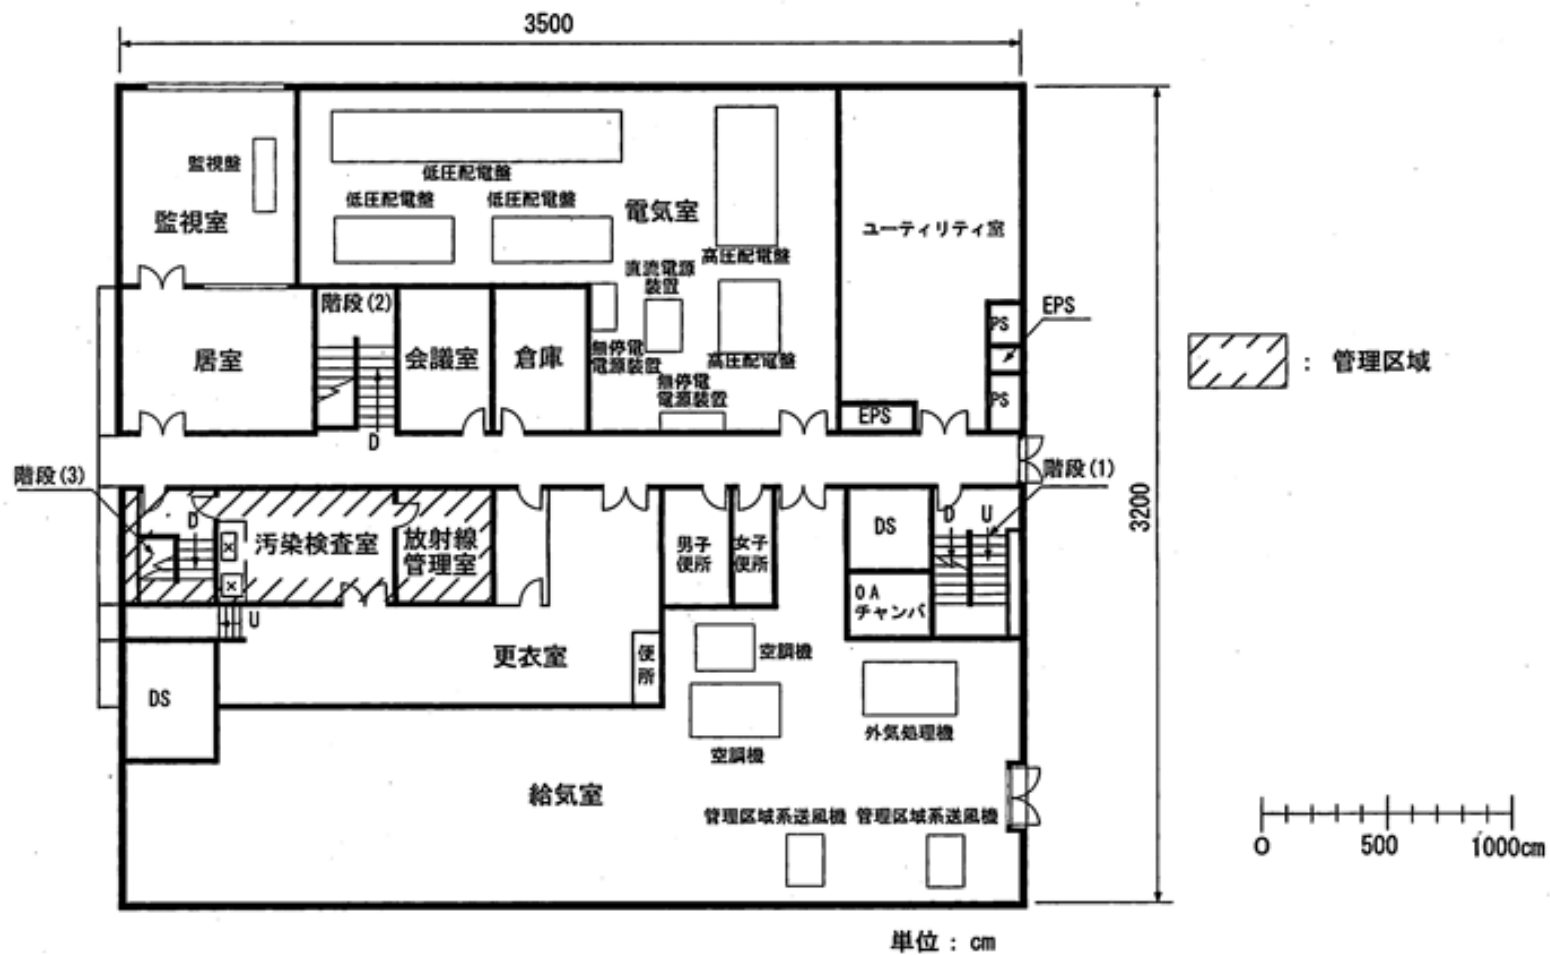 3500
監視盤
監視室
低圧配電盤
低圧配電盤
低圧配電盤
電気室
高圧配電盤
ユーティリティ室
直流電源
装置
階段(2)
無停電
電源装置
高圧配電盤
無停電
電源装置
居室
会議室
倉庫
PS
EPS
PS
EPS
D
: 管理区域
階段(3)
階段(1)
3200
D
汚染検査室
放射線
管理室
男子
便所
女子
便所
DS
D
U
OA
チャンバ
U
更衣室
便
所
空調機
DS
空調機
外気処理機
給気室
管理区域系送風機
管理区域系送風機
0
500
1000cm
単位 : cm